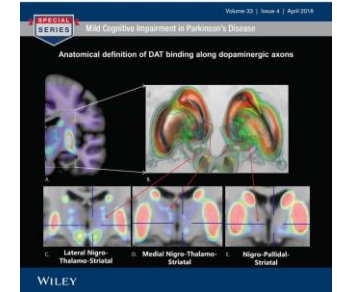 Volume 33 | Issue 4 | April 2018
SPECIAL
SERIES
Mild Cognitive Impairment in Parkinson's Disease
Anatomical definition of DAT binding along dopaminergic axons
A.
B.
C. Lateral Nigro-
Thalamo-Striatal
D. Medial Nigro-Thalamo-
Striatal
E. Nigro-Pallidal-
Striatal
WILEY